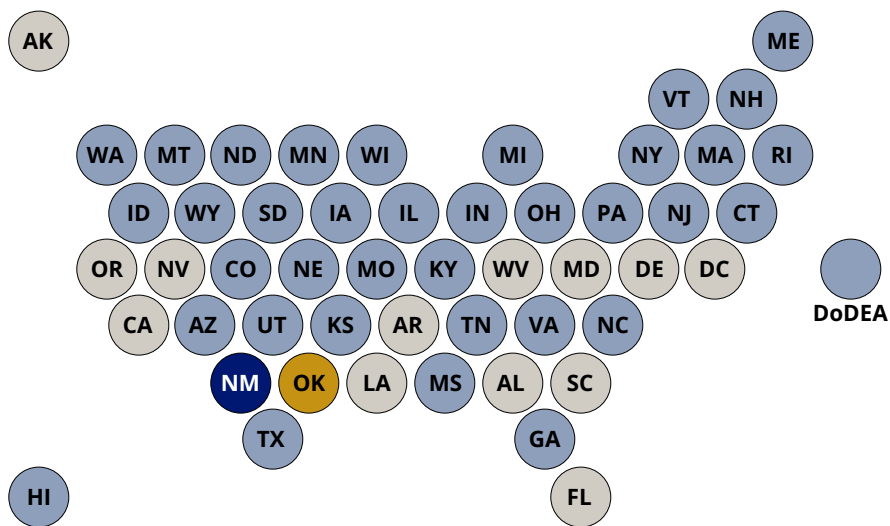 AK ME
VT NH
WA MT ND MN WI MI NY MA RI
ID WY SD IA IL IN OH PA NJ CT
OR NV CO NE MO KY WV MD DE DC
DoDEA
CA AZ UT KS AR TN VA NC
NM OK LA MS AL SC
TX GA
HI FL